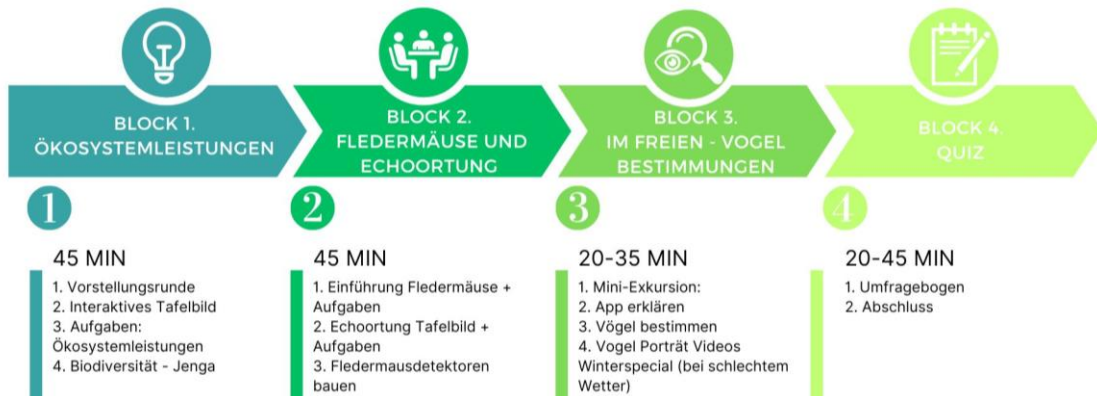 BLOCK 1.
ÖKOSYSTEMLEISTUNGEN
BLOCK 2.
FLEDERMÄUSE UND
ECHOORTUNG
BLOCK 3.
IM FREIEN - VOGEL
BESTIMMUNGEN
BLOCK 4.
QUIZ
1
45 MIN
1. Vorstellungsrunde
2. Interaktives Tafelbild
3. Aufgaben:
Ökosystemleistungen
4. Biodiversität - Jenga
2
45 MIN
1. Einführung Fledermäuse +
Aufgaben
2. Echoortung Tafelbild +
Aufgaben
3. Fledermausdetektoren
bauen
3
20-35 MIN
1. Mini-Exkursion:
2. App erklären
3. Vögel bestimmen
4. Vogel Porträt Videos
Winterspecial (bei schlechtem
Wetter)
4
20-45 MIN
1. Umfragebogen
2. Abschluss